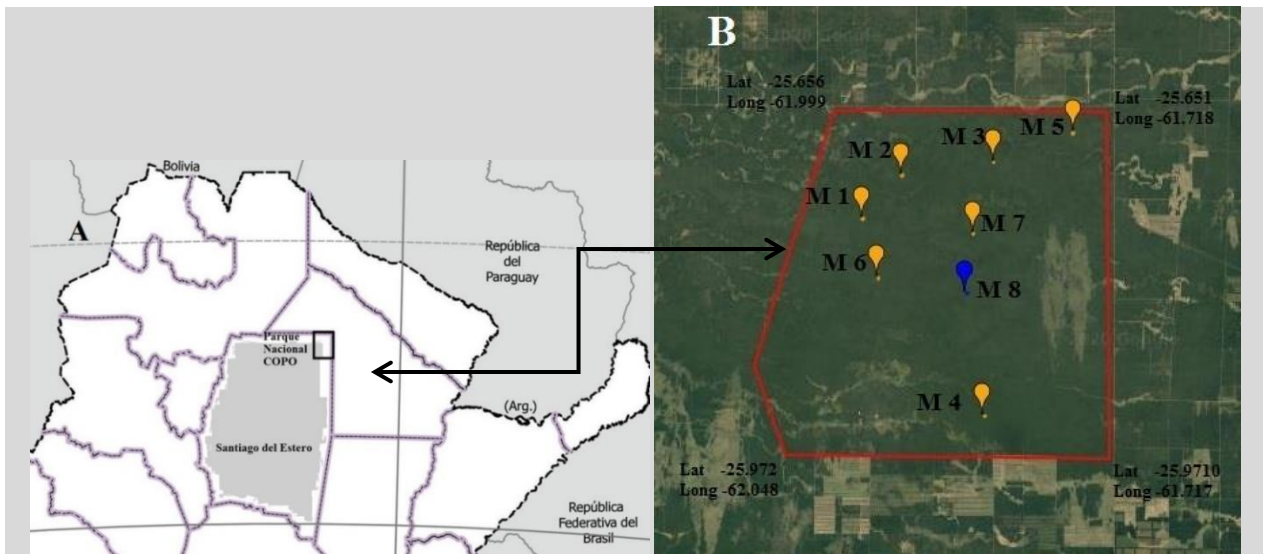 Bolivia
A
República
del
Paraguay
Parque
Nacional
COPO
(Arg.)
Santiago del Estero
República
Federativa del
Brasil
B
Lat -25.656
Long -61.999
Lat -25.651
Long -61.718
M 5
M 3
M 2
M 1
M 7
M 6
M 8
M 4
Lat -25.972
Long -62.048
Lat -25.9710
Long -61.717